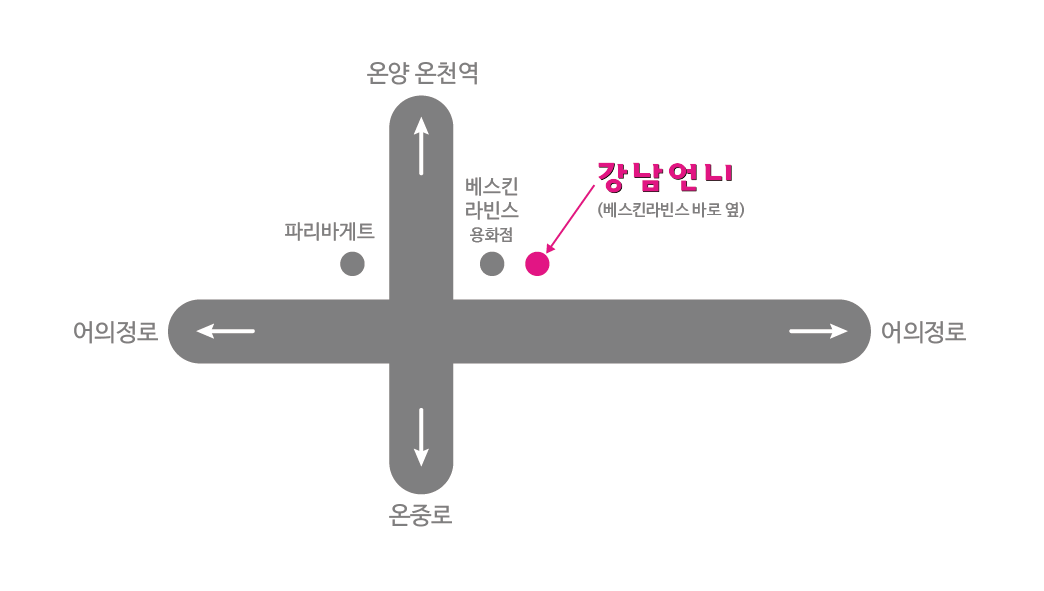 온양 온천역
강남언니
(베스킨라빈스 바로 옆)
베스킨
라빈스
용화점
파리바게트
어의정로
어의정로
온중로